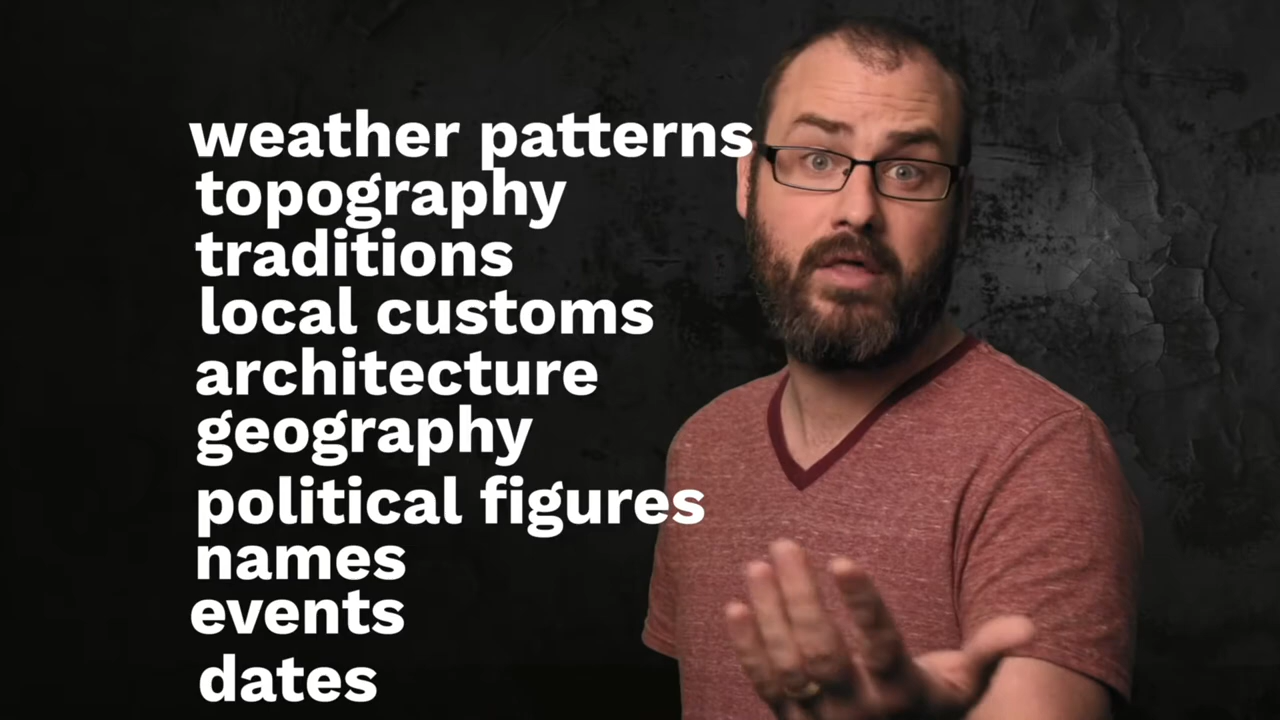 weather patterns
topography
traditions
local customs
architecture
geography
political figures
names
events
dates